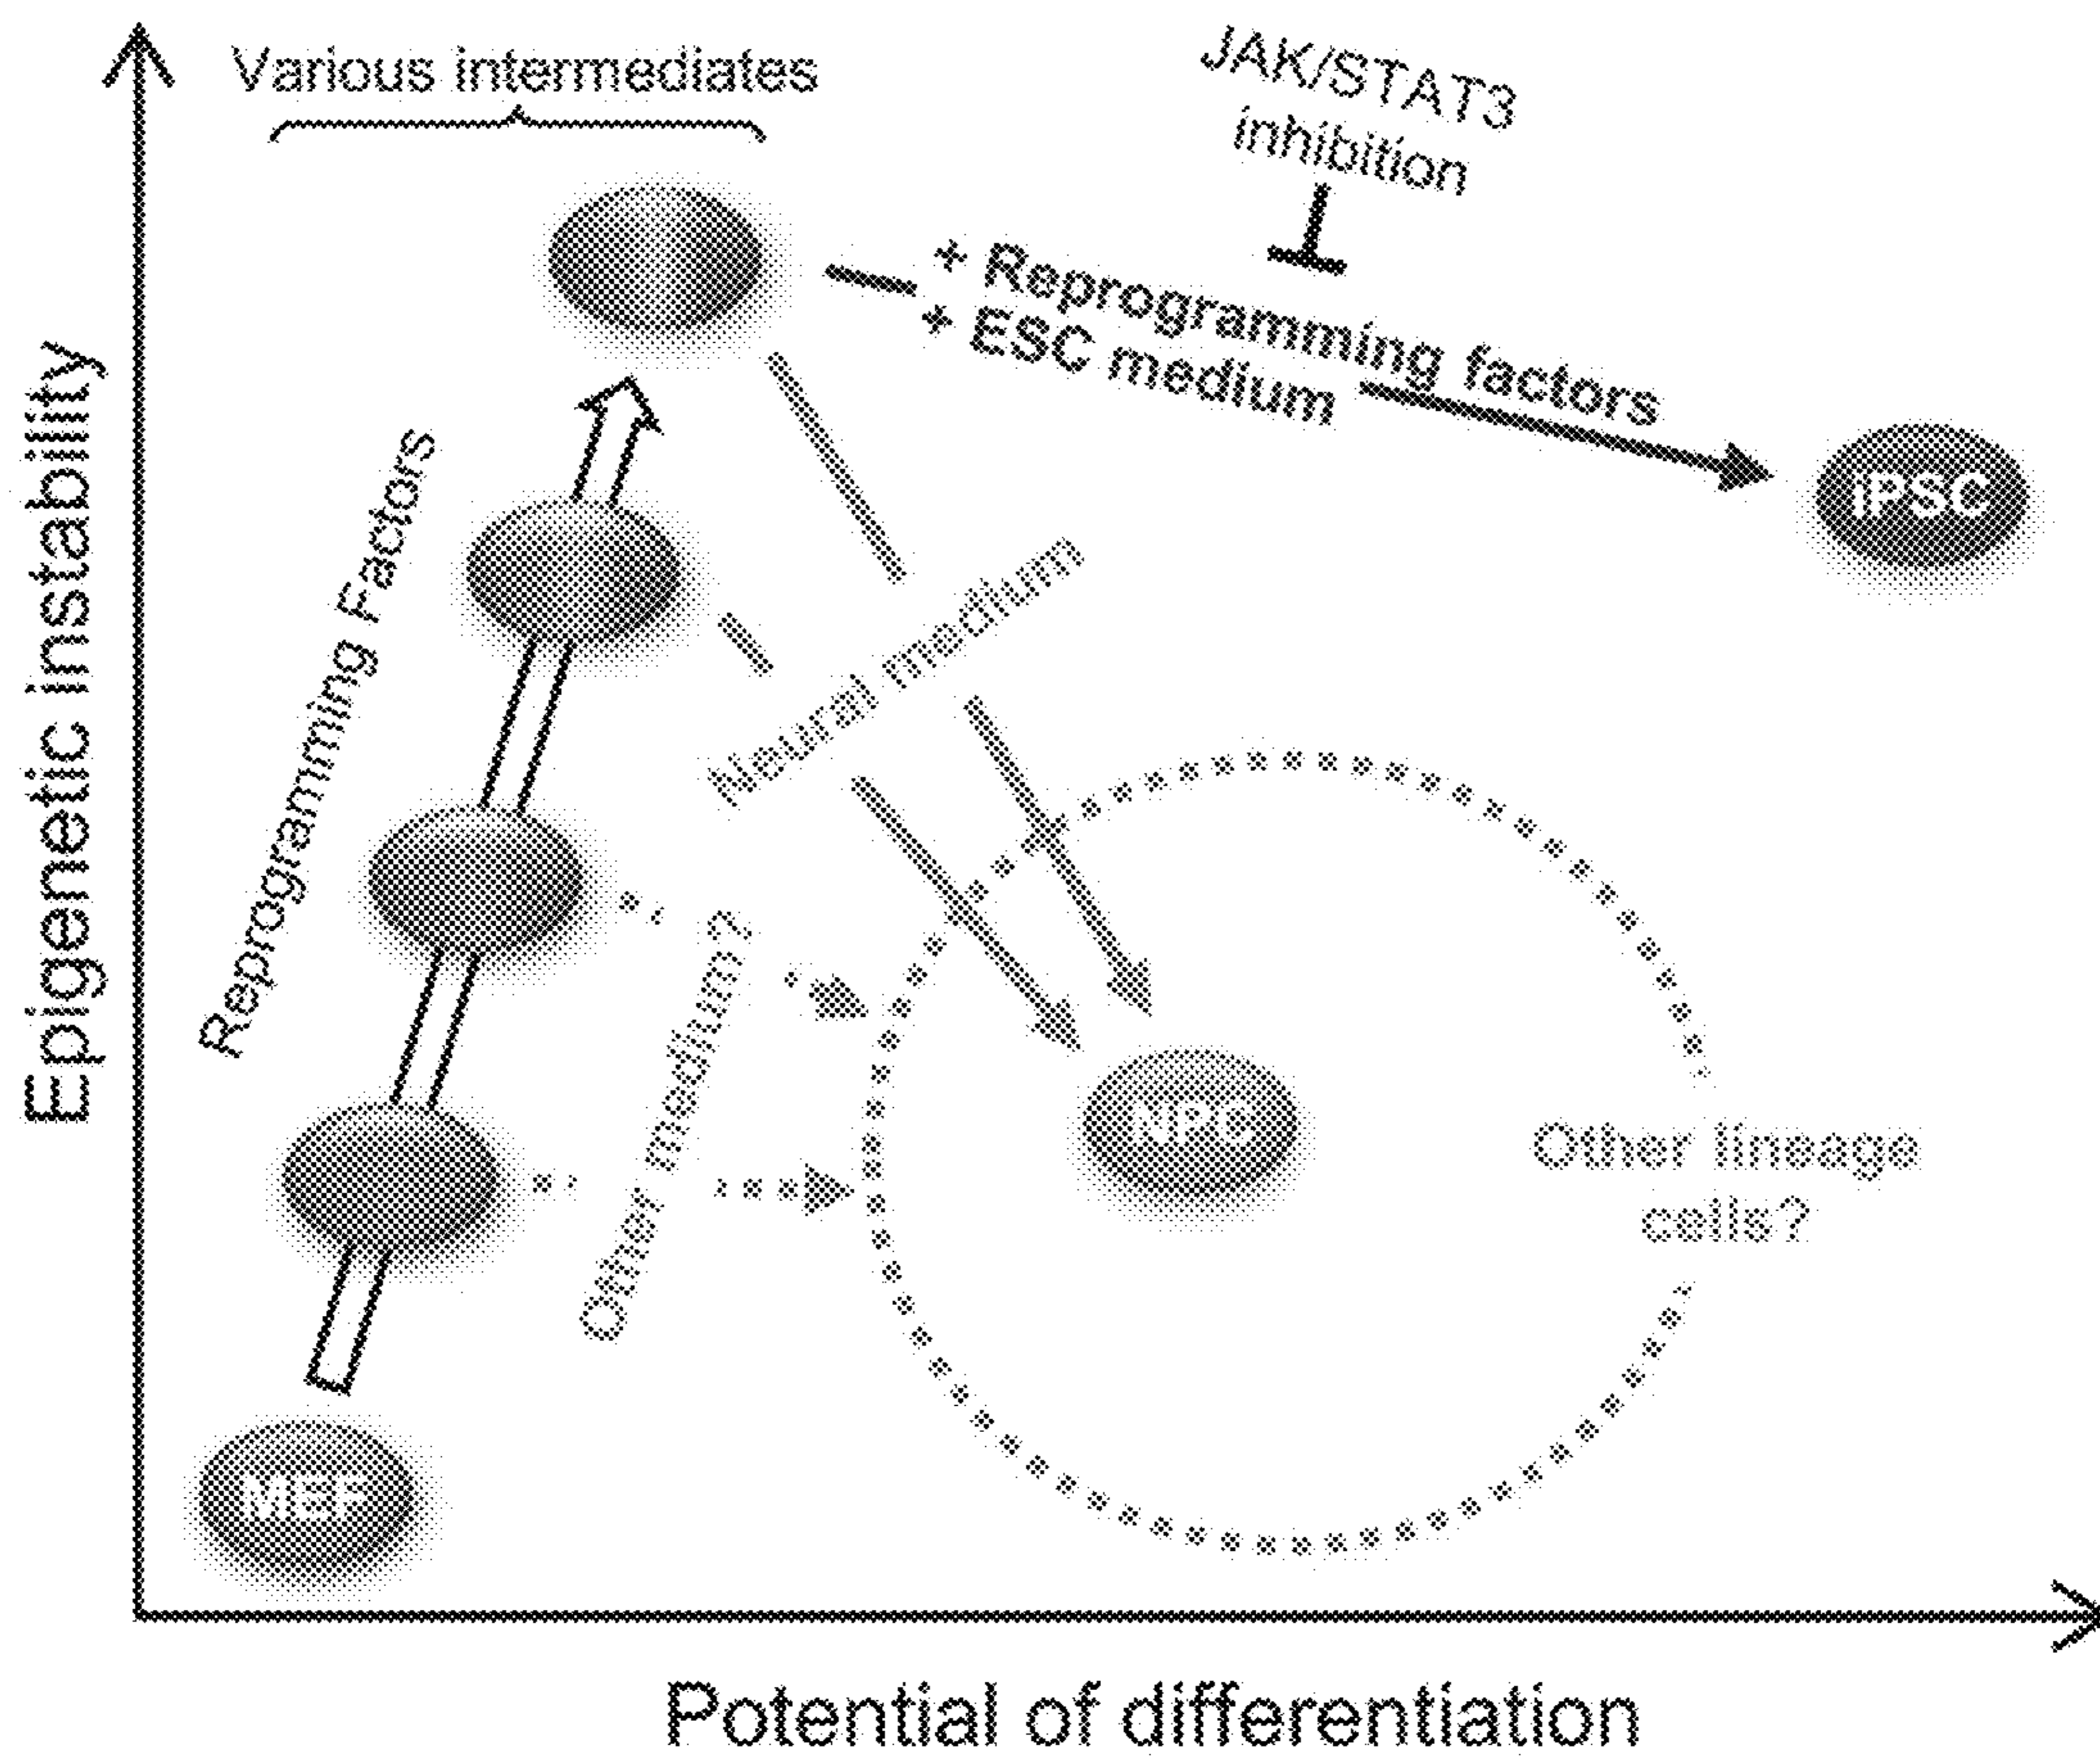 Various intermediates
JAK/STAT3
inhibition
+ Reprogramming factors
+ ESC medium
iPSC
Epigenetic instability
Reprogramming Factors
Neural medium
Other medium?
NPC
Other lineage
cells?
MEF
Potential of differentiation